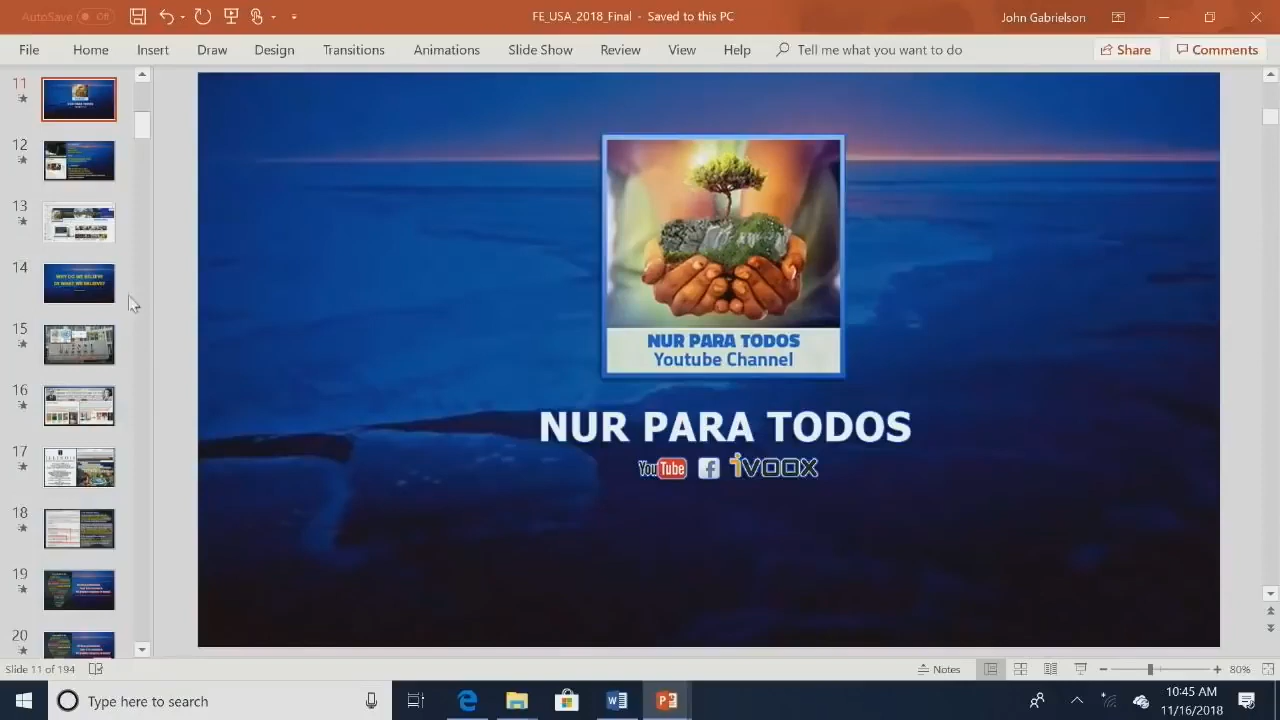 AutoSave Off
FE_USA_2018_Final - Saved to this PC
John Gabrielson
File Home Insert Draw Design Transitions Animations Slide Show Review View Help Tell me what you want to do
Share Comments
11
12
13
14
WHY DO WE BELIEVE
IN WHAT WE BELIEVE?
15
16
17
18
19
20
NUR PARA TODOS
Youtube Channel
NUR PARA TODOS
YouTube f iVOOX
Slide 11 of 194
Notes
80%
Type here to search
10:45 AM
11/16/2018